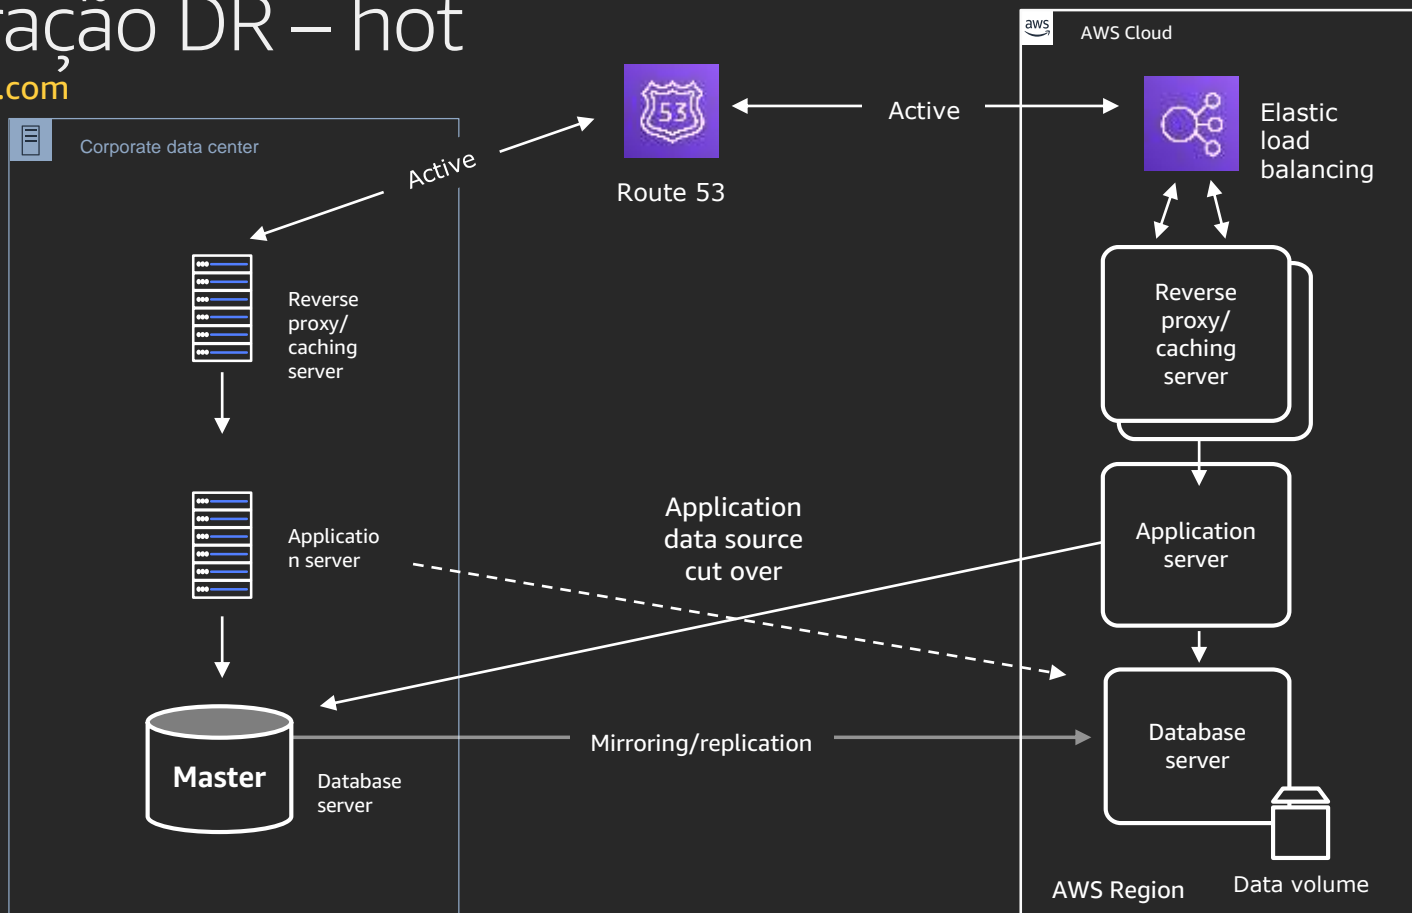 ração DR – hot
.com
aws
AWS Cloud
Corporate data center
53
Active
Elastic
load
balancing
Active
Route 53
Reverse
proxy/
caching
server
Reverse
proxy/
caching
server
Applicatio
n server
Application
data source
cut over
Application
server
Master
Database
server
Mirroring/replication
Database
server
AWS Region
Data volume